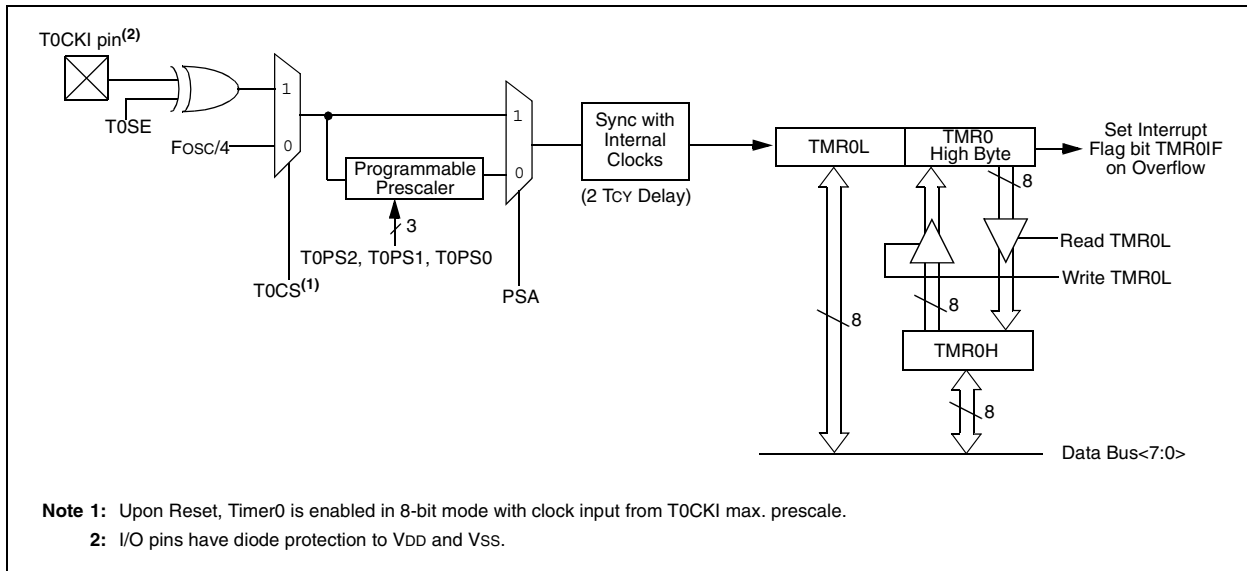 T0CKI pin(2)
T0SE
FOSC/4
1
0
T0CS(1)
Programmable
Prescaler
3
T0PS2, T0PS1, T0PS0
1
0
PSA
Sync with
Internal
Clocks
(2 TCY Delay)
TMR0L
TMR0
High Byte
Set Interrupt
Flag bit TMR0IF
on Overflow
8
Read TMR0L
Write TMR0L
8
8
TMR0H
8
Data Bus<7:0>
Note 1: Upon Reset, Timer0 is enabled in 8-bit mode with clock input from T0CKI max. prescale.
2: I/O pins have diode protection to VDD and VSS.